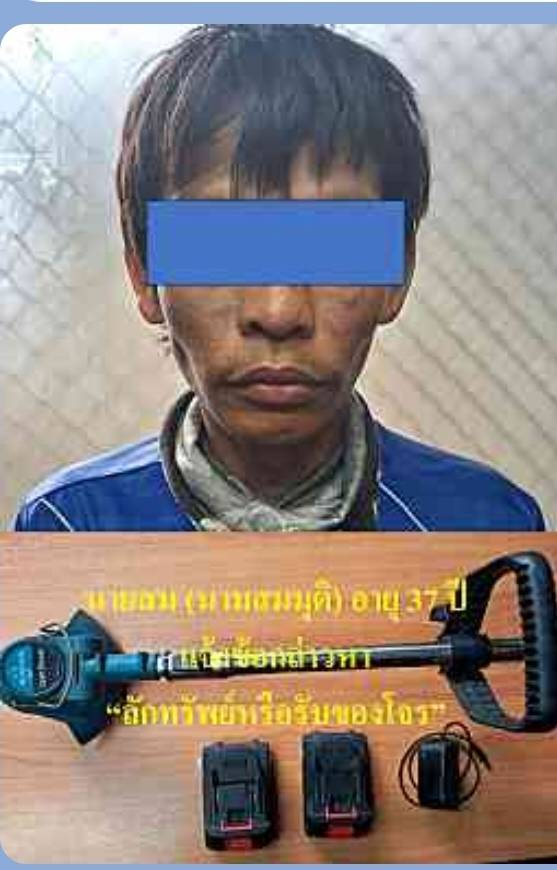 นายลม (นามสมมุติ) อายุ 37 ปี
แจ้งข้อกล่าวหา
“ลักทรัพย์หรือรับของโจร”